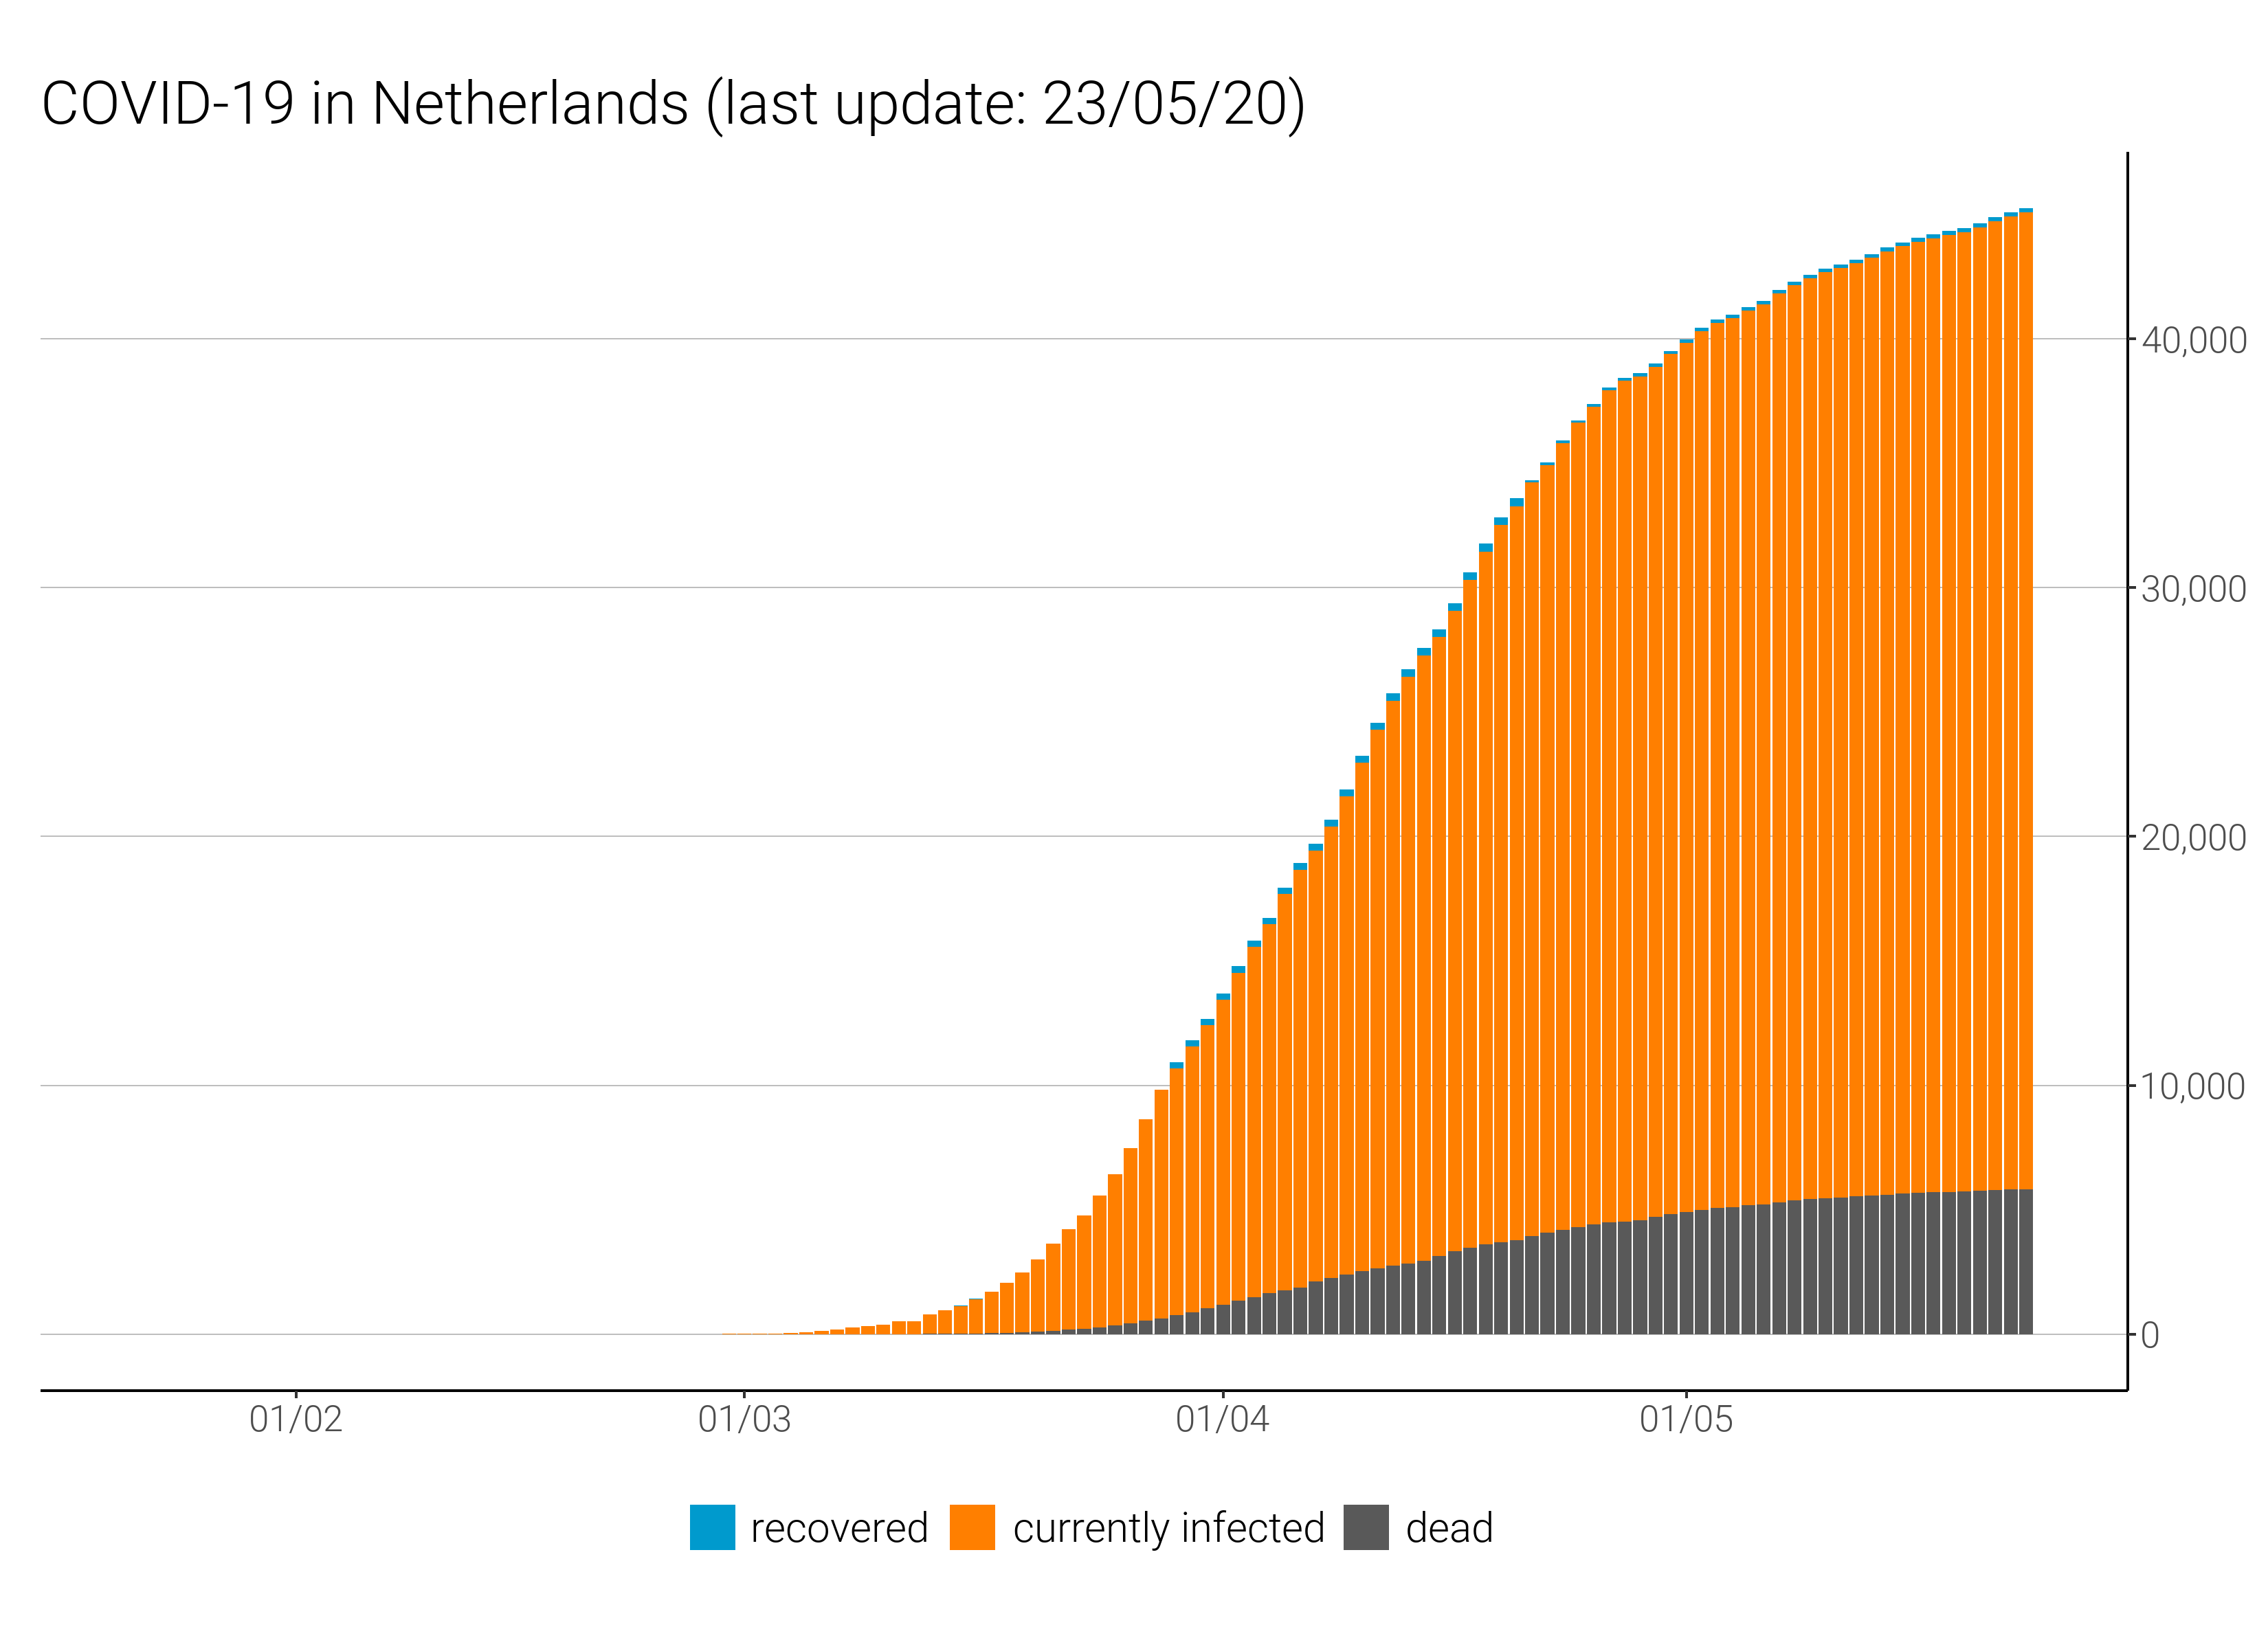 COVID-19 in Netherlands (last update: 23/05/20)
40,000
30,000
20,000
10,000
0
01/02 01/03 01/04 01/05
recovered currently infected dead